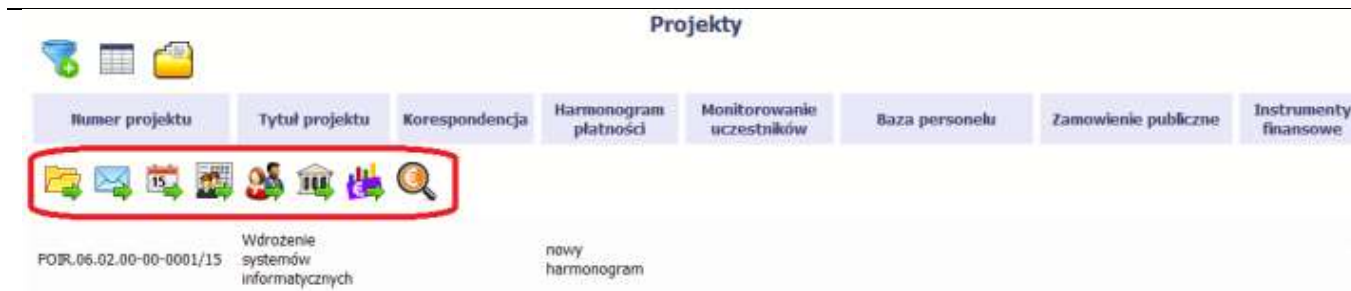 Projekty
Numer projektu Tytuł projektu Korespondencja Harmonogram płatności Monitorowanie uczestników Baza personelu Zamowienie publiczne Instrumenty finansowe
15
POIR.06.02.00-00-0001/15
Wdrożenie
systemów
informatycznych
nowy
harmonogram